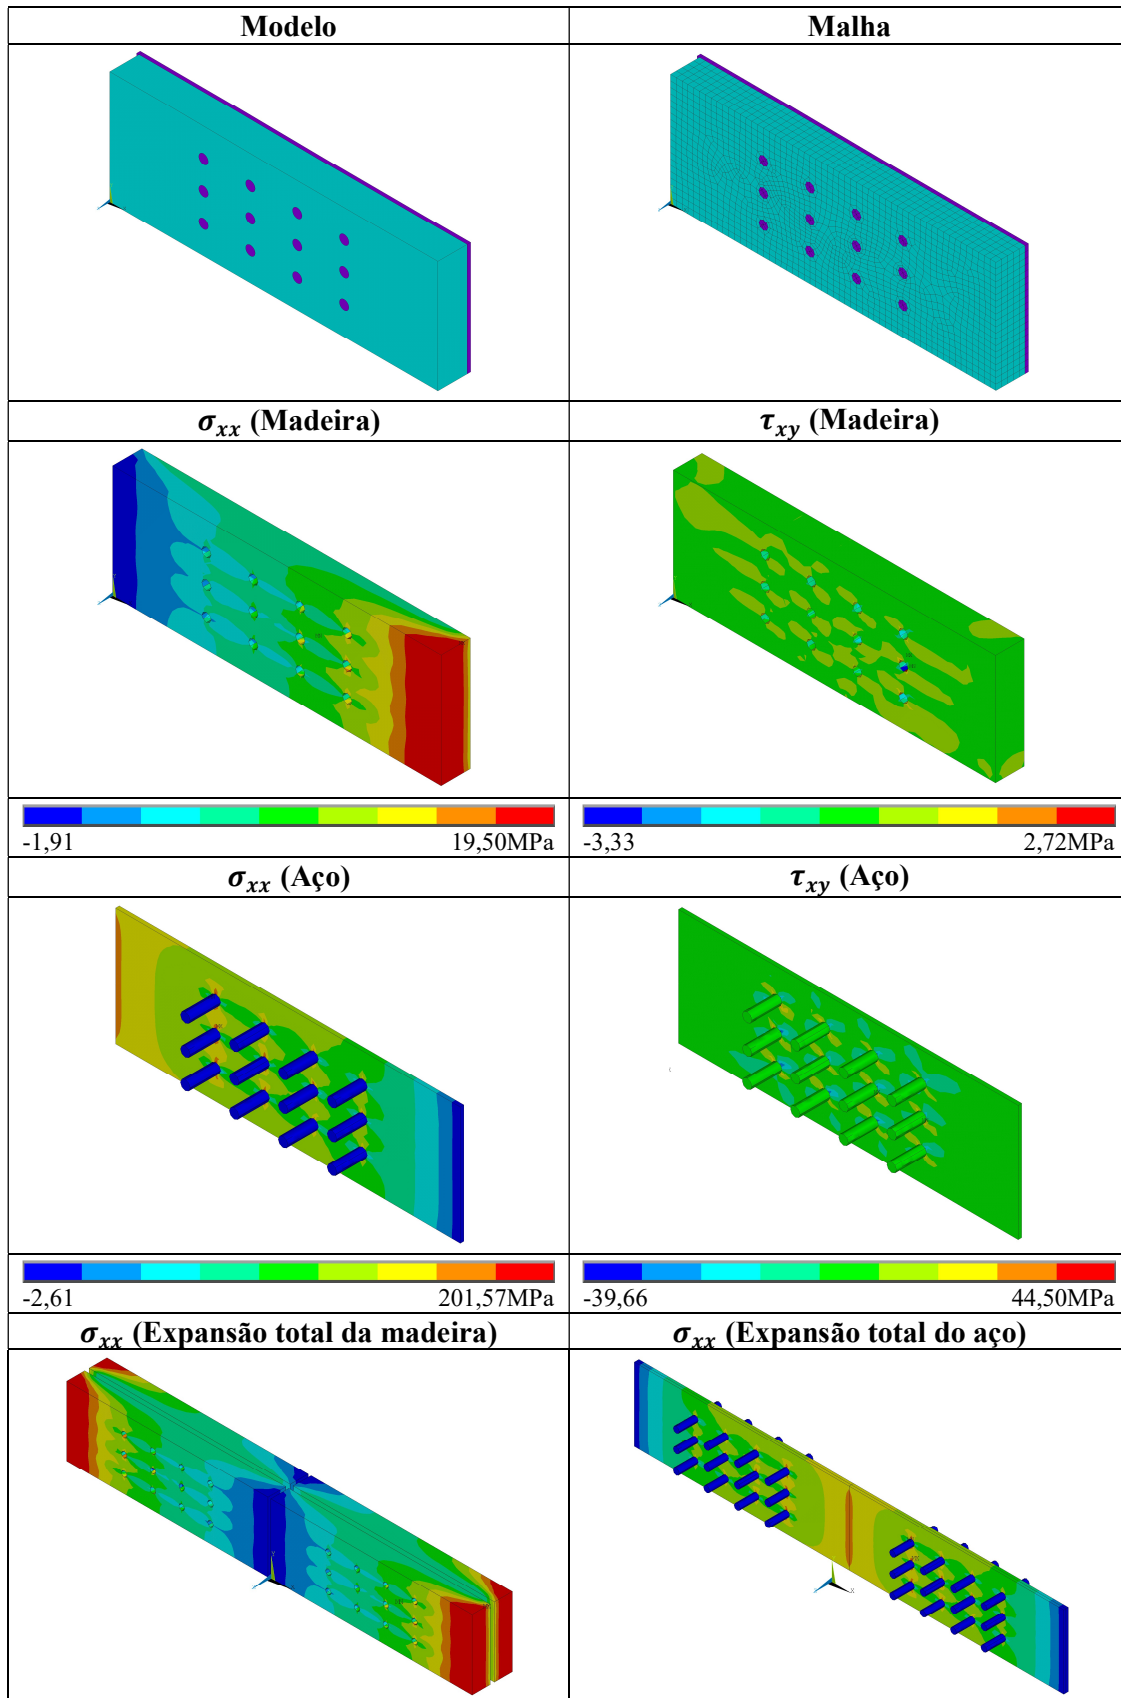 Modelo Malha
σxx (Madeira) τxy (Madeira)
-1,91 19,50MPa -3,33 2,72MPa
σxx (Aço) τxy (Aço)
-2,61 201,57MPa -39,66 44,50MPa
σxx (Expansão total da madeira) σxx (Expansão total do aço)